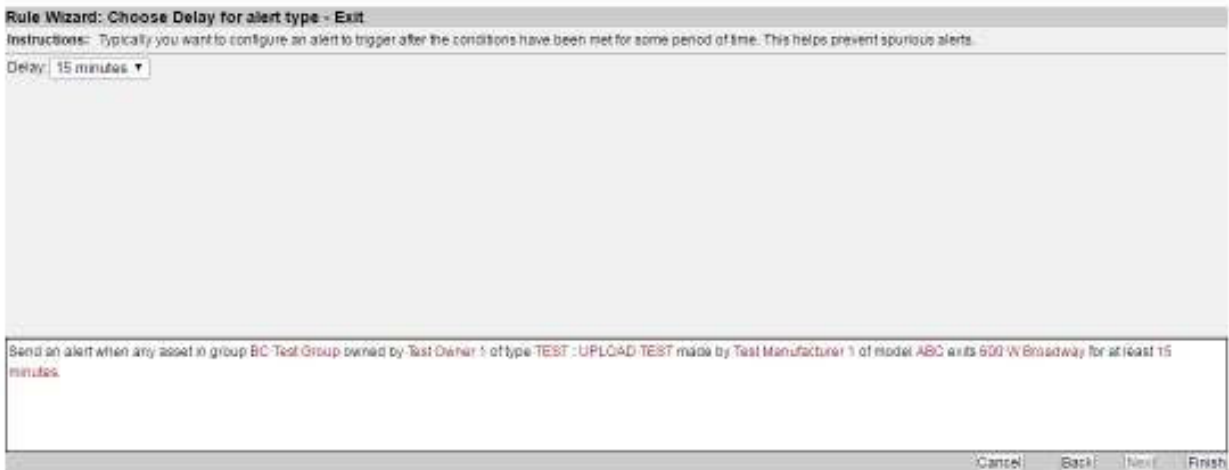 Rule Wizard: Choose Delay for alert type - Exit
Instructions: Typically you want to configure an alert to trigger after the conditions have been met for some period of time. This helps prevent spurious alerts.
Delay: 15 minutes ▼
Send an alert when any asset in group BC Test Group owned by Test Owner 1 of type TEST : UPLOAD TEST made by Test Manufacturer 1 of model ABC exits 600 W Broadway for at least 15
minutes.
Cancel Back Next Finish